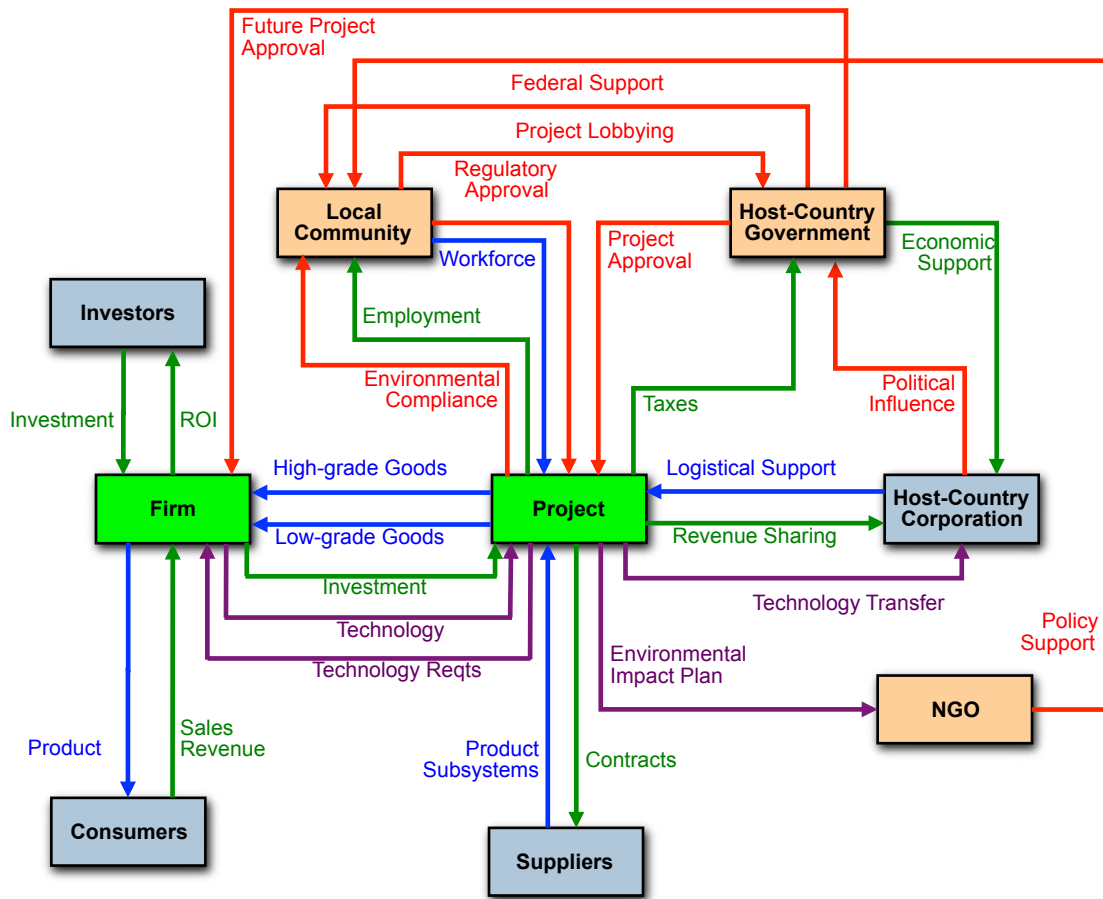 Future Project
Approval
Federal Support
Project Lobbying
Regulatory
Approval
Local
Community
Host-Country
Government
Project
Approval
Economic
Support
Workforce
Investors
Employment
Environmental
Compliance
Taxes
Political
Influence
Investment
ROI
High-grade Goods
Logistical Support
Firm
Project
Host-Country
Corporation
Low-grade Goods
Revenue Sharing
Investment
Technology
Technology Transfer
Technology Reqts
Environmental
Impact Plan
Policy
Support
NGO
Product
Sales
Revenue
Product
Subsystems
Contracts
Consumers
Suppliers